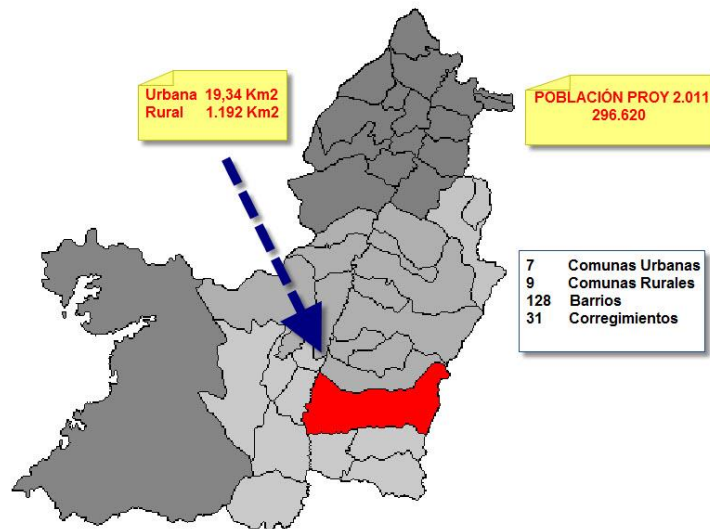 Urbana 19,34 Km2
Rural 1.192 Km2
POBLACIÓN PROY 2.011
296.620
7 Comunas Urbanas
9 Comunas Rurales
128 Barrios
31 Corregimientos